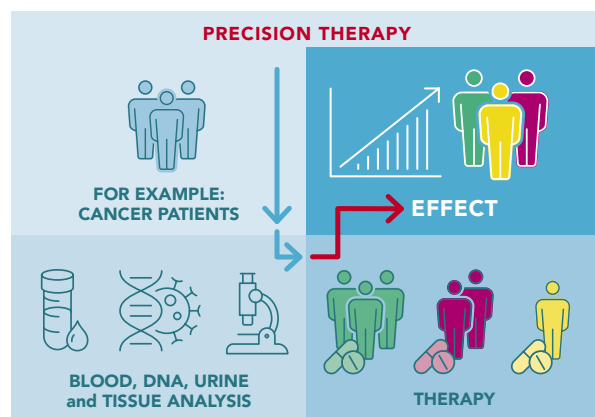 PRECISION THERAPY
FOR EXAMPLE:
CANCER PATIENTS
EFFECT
BLOOD, DNA, URINE
and TISSUE ANALYSIS
THERAPY